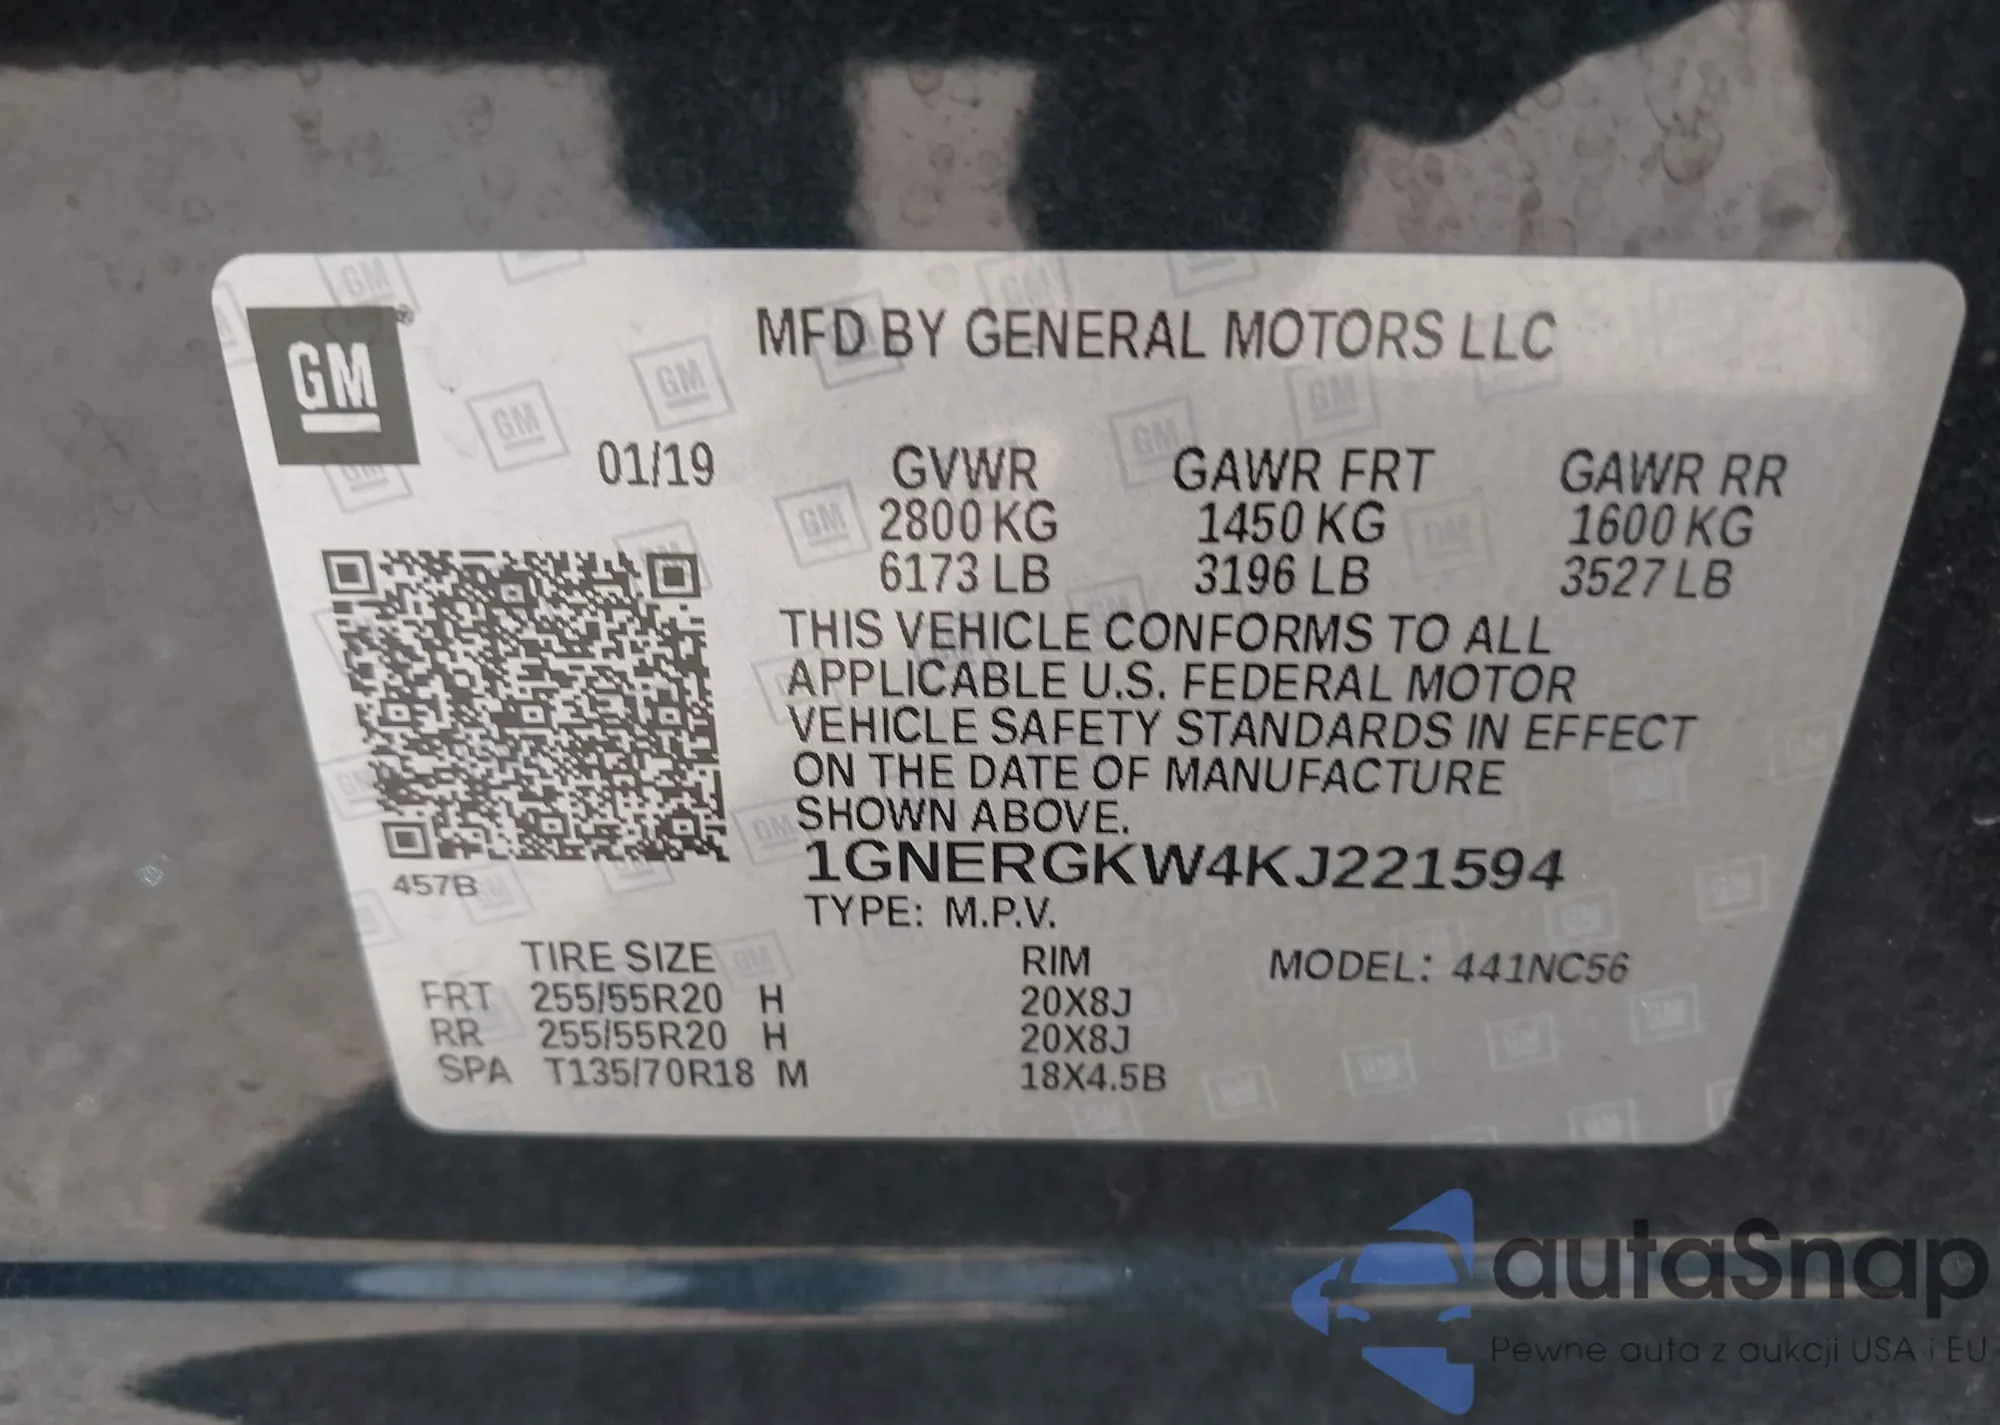 GM®
MFD BY GENERAL MOTORS LLC
01/19 GVWR GAWR FRT GAWR RR
2800 KG 1450 KG 1600 KG
6173 LB 3196 LB 3527 LB
THIS VEHICLE CONFORMS TO ALL
APPLICABLE U.S. FEDERAL MOTOR
VEHICLE SAFETY STANDARDS IN EFFECT
ON THE DATE OF MANUFACTURE
SHOWN ABOVE.
1GNERGKW4KJ221594
457B
TYPE: M.P.V.
TIRE SIZE RIM MODEL: 441NC56
FRT 255/55R20 H 20X8J
RR 255/55R20 H 20X8J
SPA T135/70R18 M 18X4.5B
autaSnap
Pewne auta z aukcji USA i EU